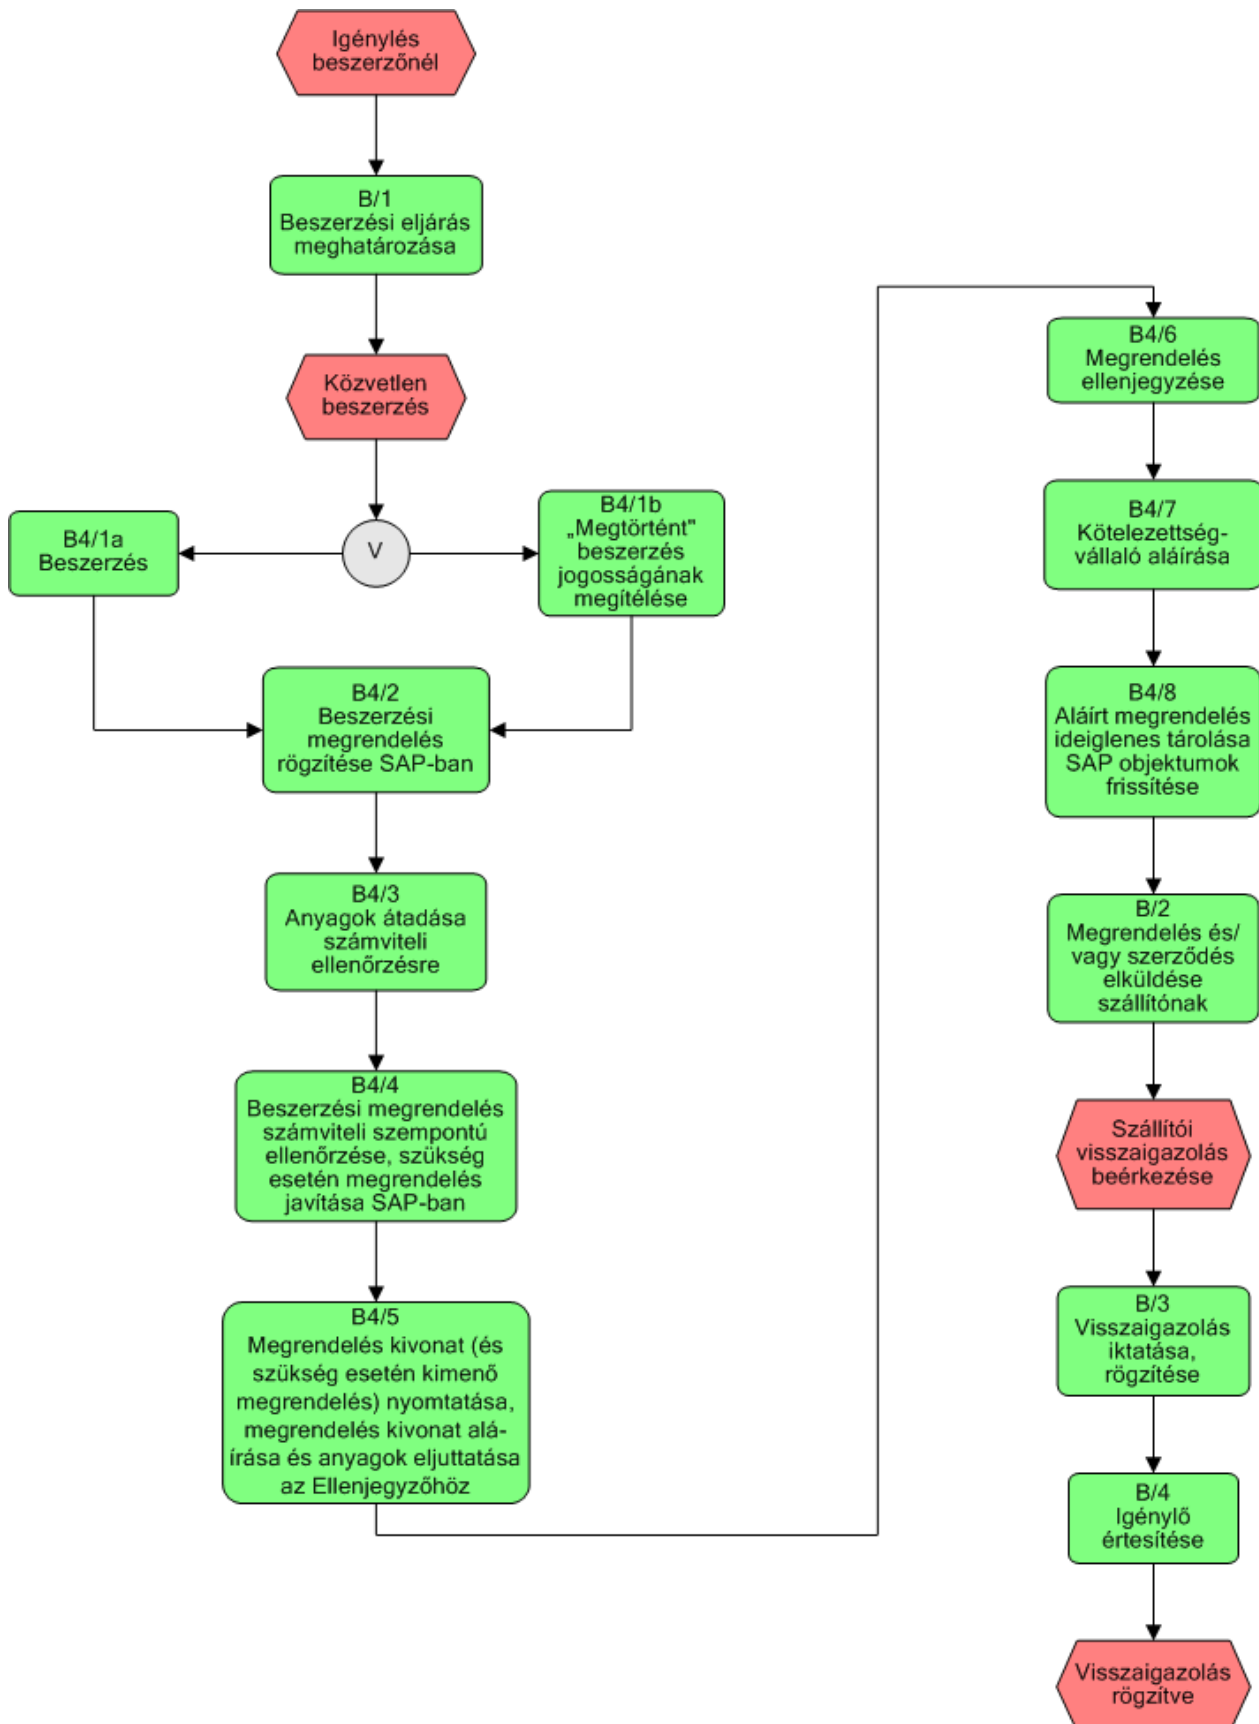 Igénylés
beszerzőnél
B/1
Beszerzési eljárás
meghatározása
Közvetlen
beszerzés
V
B4/1a
Beszerzés
B4/1b
„Megtörtént"
beszerzés
jogosságának
megítélése
B4/2
Beszerzési
megrendelés
rögzítése SAP-ban
B4/3
Anyagok átadása
számviteli
ellenőrzésre
B4/4
Beszerzési megrendelés
számviteli szempontú
ellenőrzése, szükség
esetén megrendelés
javítása SAP-ban
B4/5
Megrendelés kivonat (és
szükség esetén kimenő
megrendelés) nyomtatása,
megrendelés kivonat alá-
írása és anyagok eljuttatása
az Ellenjegyzőhöz
B4/6
Megrendelés
ellenjegyzése
B4/7
Kötelezettség-
vállaló aláírása
B4/8
Aláírt megrendelés
ideiglenes tárolása
SAP objektumok
frissítése
B/2
Megrendelés és/
vagy szerződés
elküldése
szállítónak
Szállítói
visszaigazolás
beérkezése
B/3
Visszaigazolás
iktatása,
rögzítése
B/4
Igénylő
értesítése
Visszaigazolás
rögzítve